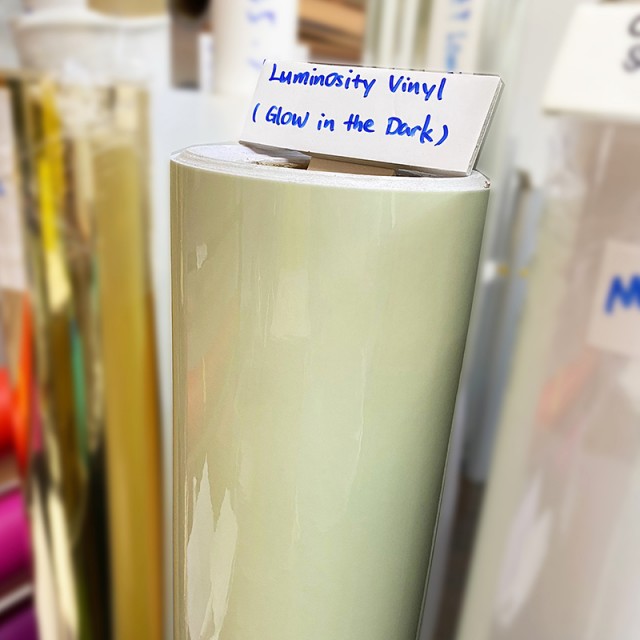 Luminosity Vinyl
(Glow in the Dark)